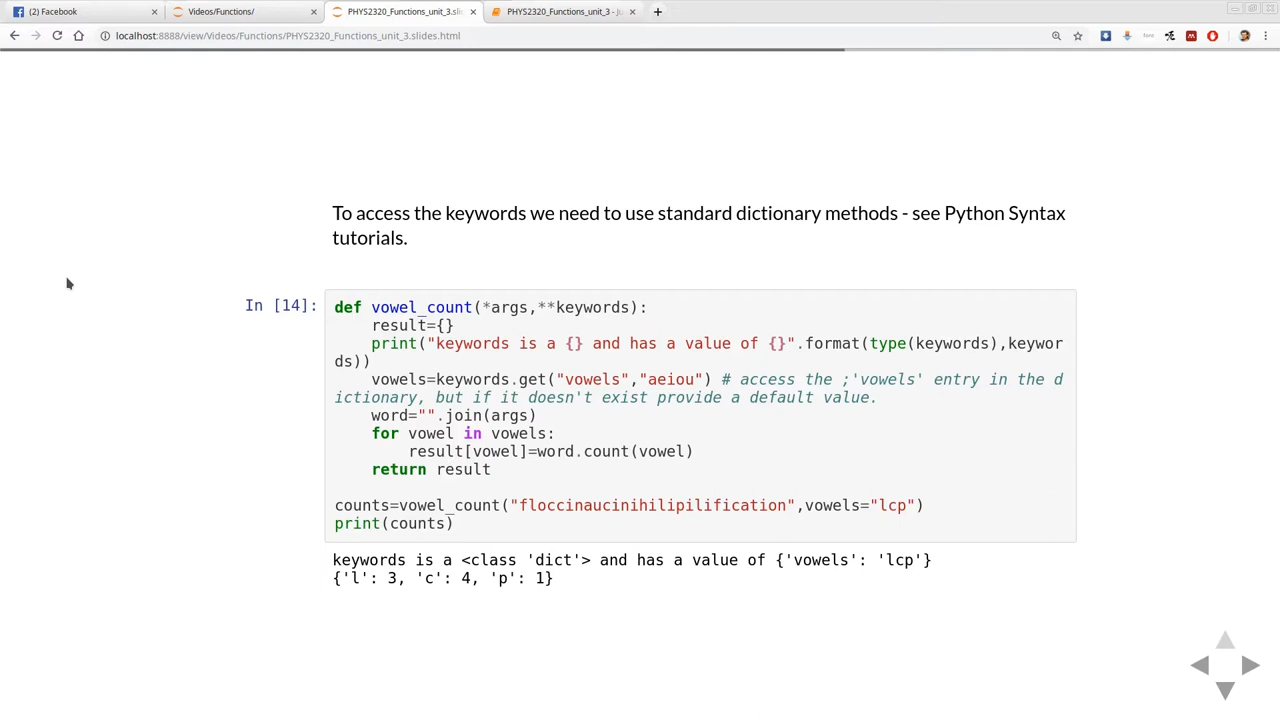 (2) Facebook
Videos/Functions/
PHYS2320_Functions_unit_3.slid
PHYS2320_Functions_unit_3 - Ju
localhost:8888/view/Videos/Functions/PHYS2320_Functions_unit_3.slides.html
To access the keywords we need to use standard dictionary methods - see Python Syntax
tutorials.
In [14]:
def vowel_count(*args,**keywords):
    result={}
    print("keywords is a {} and has a value of {}".format(type(keywords),keywor
ds))
    vowels=keywords.get("vowels","aeiou") # access the ;'vowels' entry in the d
ictionary, but if it doesn't exist provide a default value.
    word="".join(args)
    for vowel in vowels:
        result[vowel]=word.count(vowel)
    return result
counts=vowel_count("floccinaucinihilipilification",vowels="lcp")
print(counts)
keywords is a <class 'dict'> and has a value of {'vowels': 'lcp'}
{'l': 3, 'c': 4, 'p': 1}